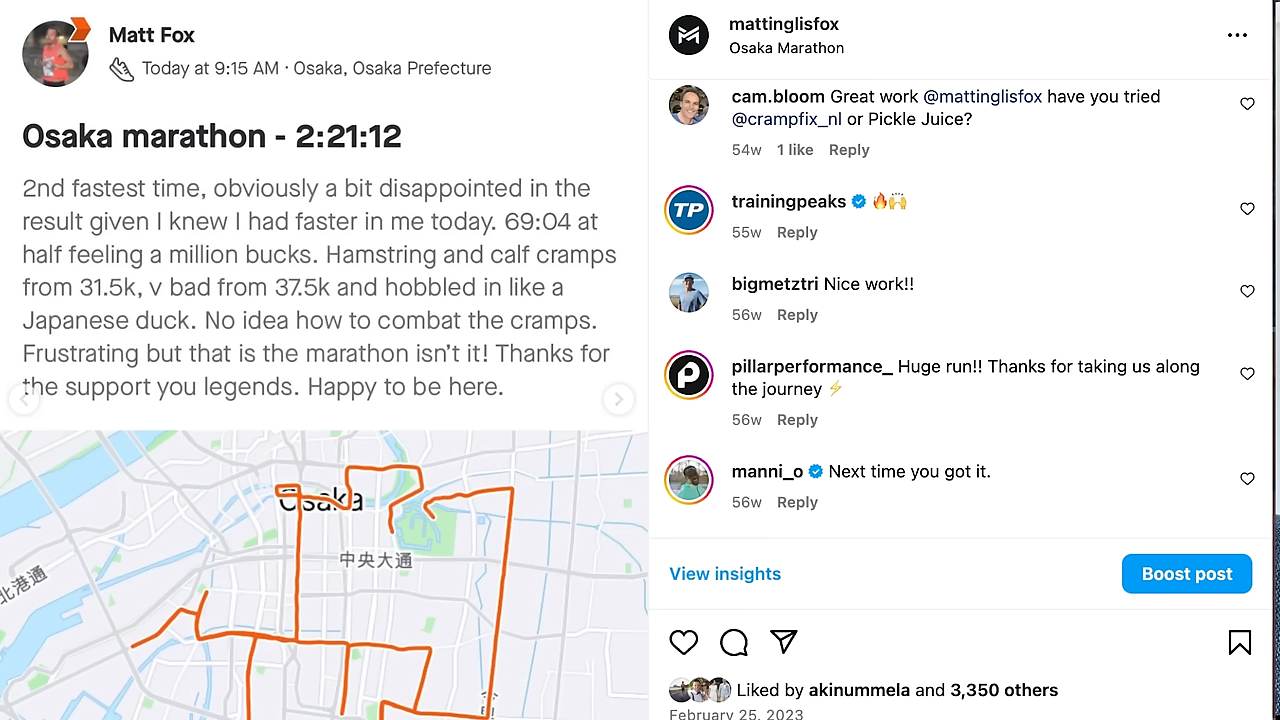 Matt Fox
Today at 9:15 AM · Osaka, Osaka Prefecture
Osaka marathon - 2:21:12
2nd fastest time, obviously a bit disappointed in the
result given I knew I had faster in me today. 69:04 at
half feeling a million bucks. Hamstring and calf cramps
from 31.5k, v bad from 37.5k and hobbled in like a
Japanese duck. No idea how to combat the cramps.
Frustrating but that is the marathon isn't it! Thanks for
the support you legends. Happy to be here.
Osaka
中央大通
北港通
mattinglisfox
Osaka Marathon
cam.bloom Great work @mattinglisfox have you tried
@crampfix_nl or Pickle Juice?
54w 1 like Reply
TP
trainingpeaks 🔥🙌
55w Reply
bigmetztri Nice work!!
56w Reply
pillarperformance_ Huge run!! Thanks for taking us along
the journey ⚡
56w Reply
manni_o Next time you got it.
56w Reply
View insights
Boost post
Liked by akinummela and 3,350 others
February 25, 2023